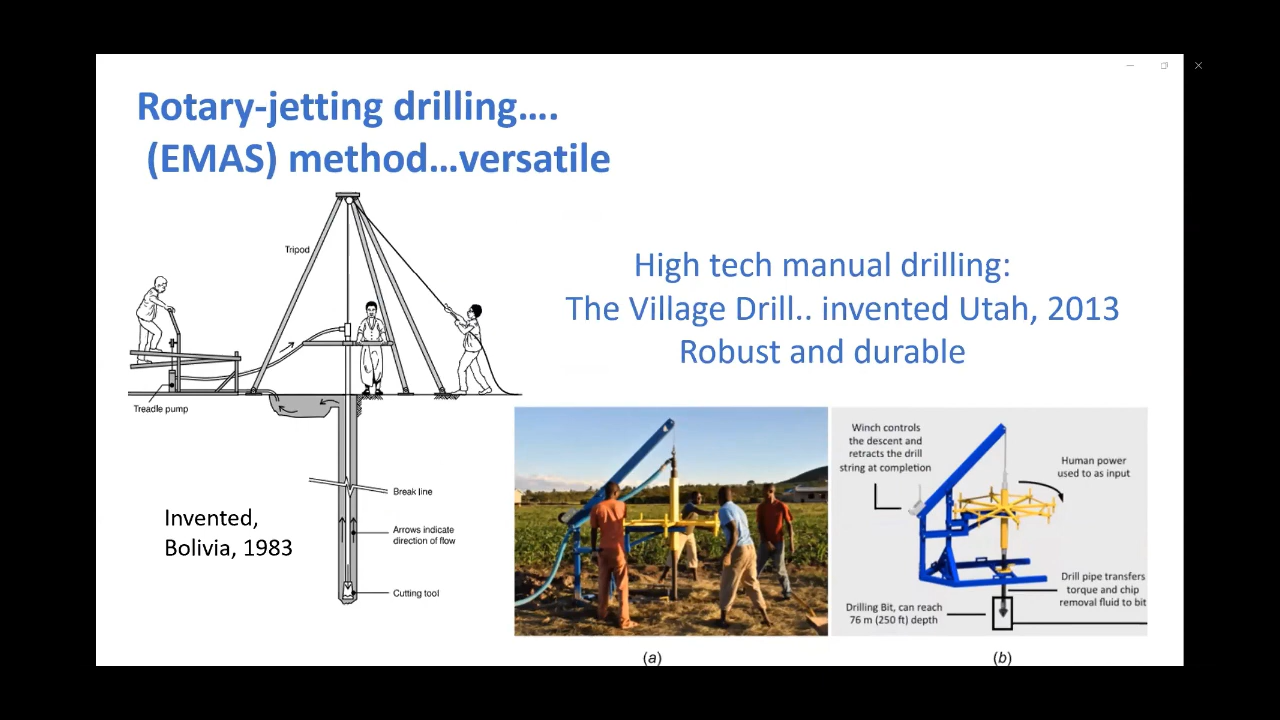 Rotary-jetting drilling....
(EMAS) method...versatile
Tripod
Treadle pump
Break line
Arrows indicate
direction of flow
Cutting tool
Invented,
Bolivia, 1983
High tech manual drilling:
The Village Drill.. invented Utah, 2013
Robust and durable
Winch controls
the descent and
retracts the drill
string at completion
Human power
used to as input
Drill pipe transfers
torque and chip
removal fluid to bit
Drilling Bit, can reach
76 m (250 ft) depth
(a)
(b)